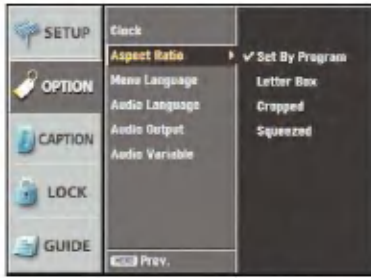 SETUP
OPTION
CAPTION
LOCK
GUIDE
Clock
Aspect Ratio
Menu Language
Audio Language
Audio Output
Audio Variable
Prev.
Set By Program
Letter Box
Cropped
Squeezed